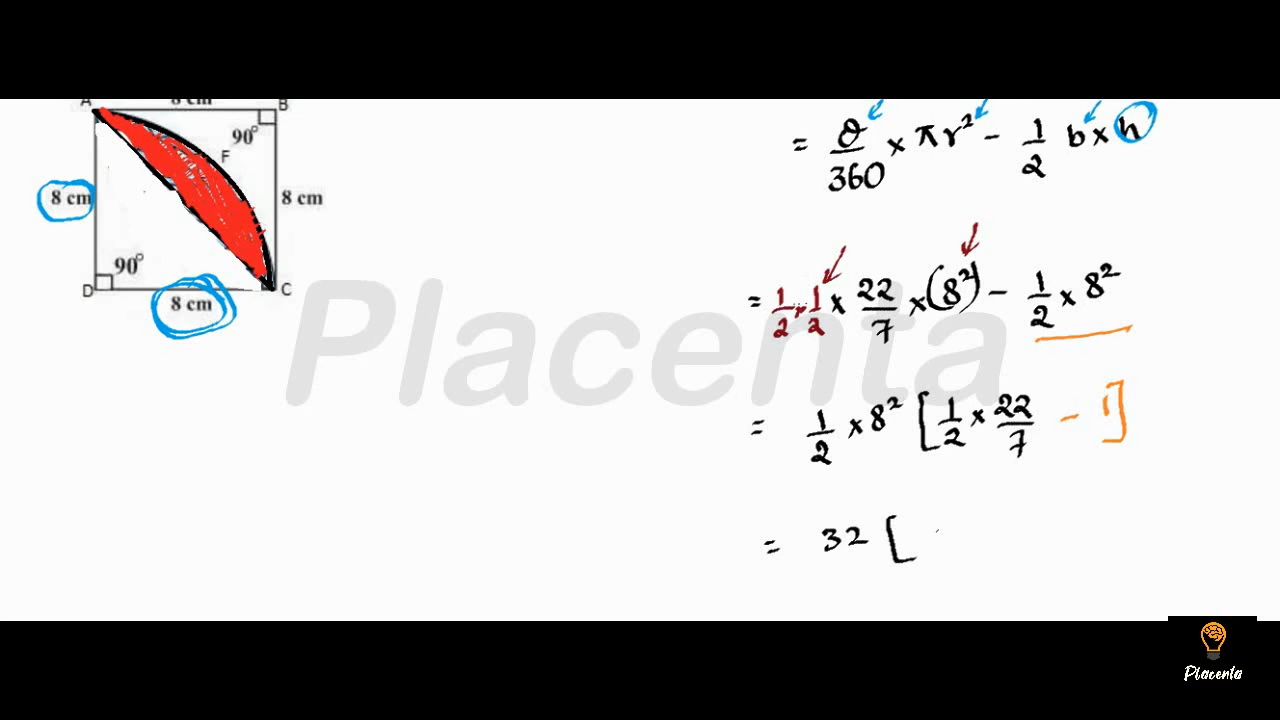 A 8 cm B
90°
F
8 cm
8 cm
90°
D
C
8 cm
= θ/360 × πr² - 1/2 b × h
= 1/2 × 1/2 × 22/7 × (8²) - 1/2 × 8²
= 1/2 × 8² [1/2 × 22/7 - 1]
= 32 [
Placenta
Placenta